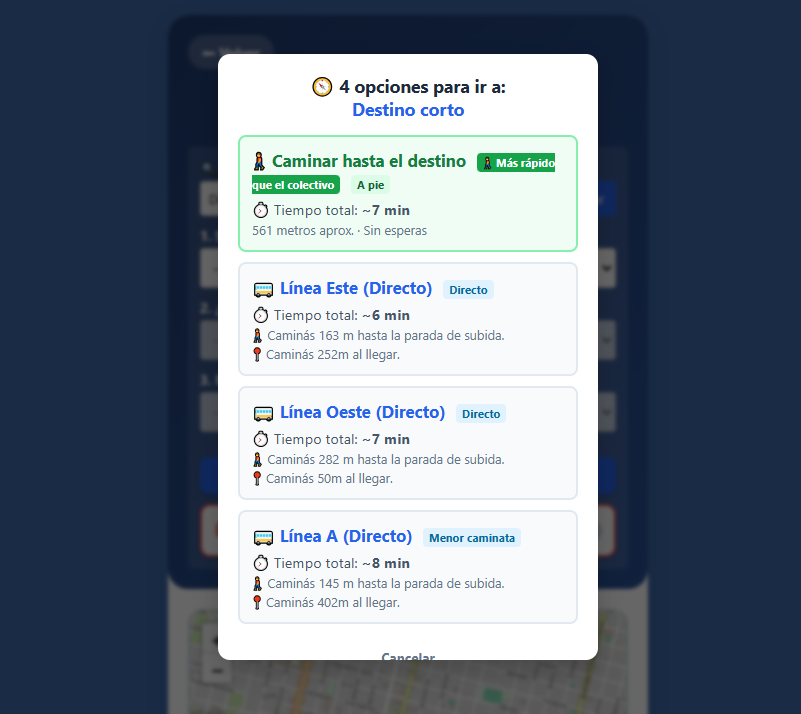 4 opciones para ir a:
Destino corto
Caminar hasta el destino Más rápido
que el colectivo A pie
Tiempo total: ~7 min
561 metros aprox. · Sin esperas
Línea Este (Directo) Directo
Tiempo total: ~6 min
Caminás 163 m hasta la parada de subida.
Caminás 252m al llegar.
Línea Oeste (Directo) Directo
Tiempo total: ~7 min
Caminás 282 m hasta la parada de subida.
Caminás 50m al llegar.
Línea A (Directo) Menor caminata
Tiempo total: ~8 min
Caminás 145 m hasta la parada de subida.
Caminás 402m al llegar.
Cancelar